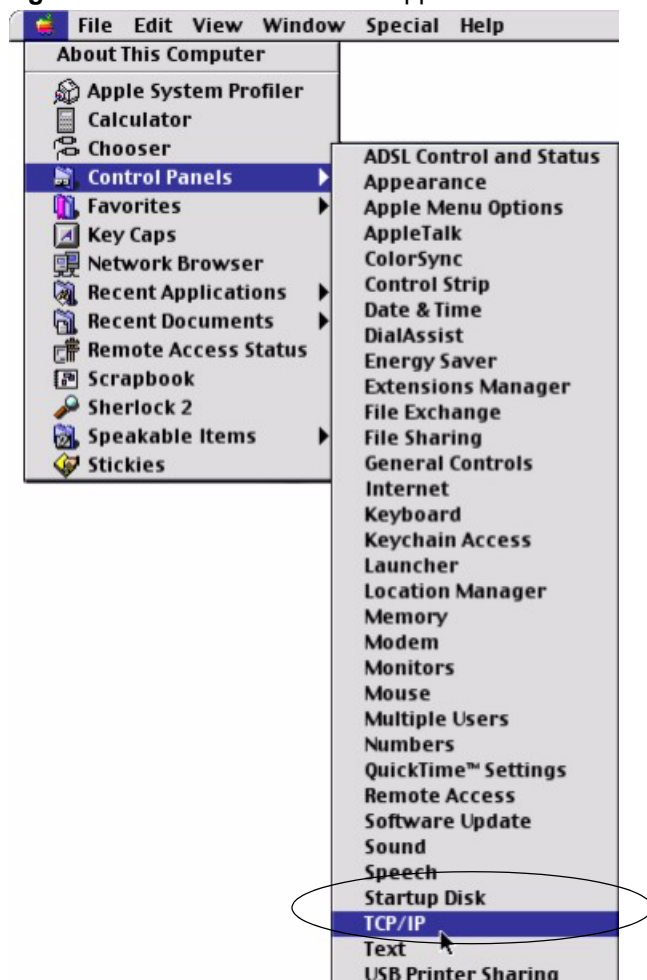 File Edit View Window Special Help
About This Computer
Apple System Profiler
Calculator
Chooser
Control Panels
Favorites
Key Caps
Network Browser
Recent Applications
Recent Documents
Remote Access Status
Scrapbook
Sherlock 2
Speakable Items
Stickies
ADSL Control and Status
Appearance
Apple Menu Options
AppleTalk
ColorSync
Control Strip
Date & Time
DialAssist
Energy Saver
Extensions Manager
File Exchange
File Sharing
General Controls
Internet
Keyboard
Keychain Access
Launcher
Location Manager
Memory
Modem
Monitors
Mouse
Multiple Users
Numbers
QuickTime™ Settings
Remote Access
Software Update
Sound
Speech
Startup Disk
TCP/IP
Text
USB Printer Sharing